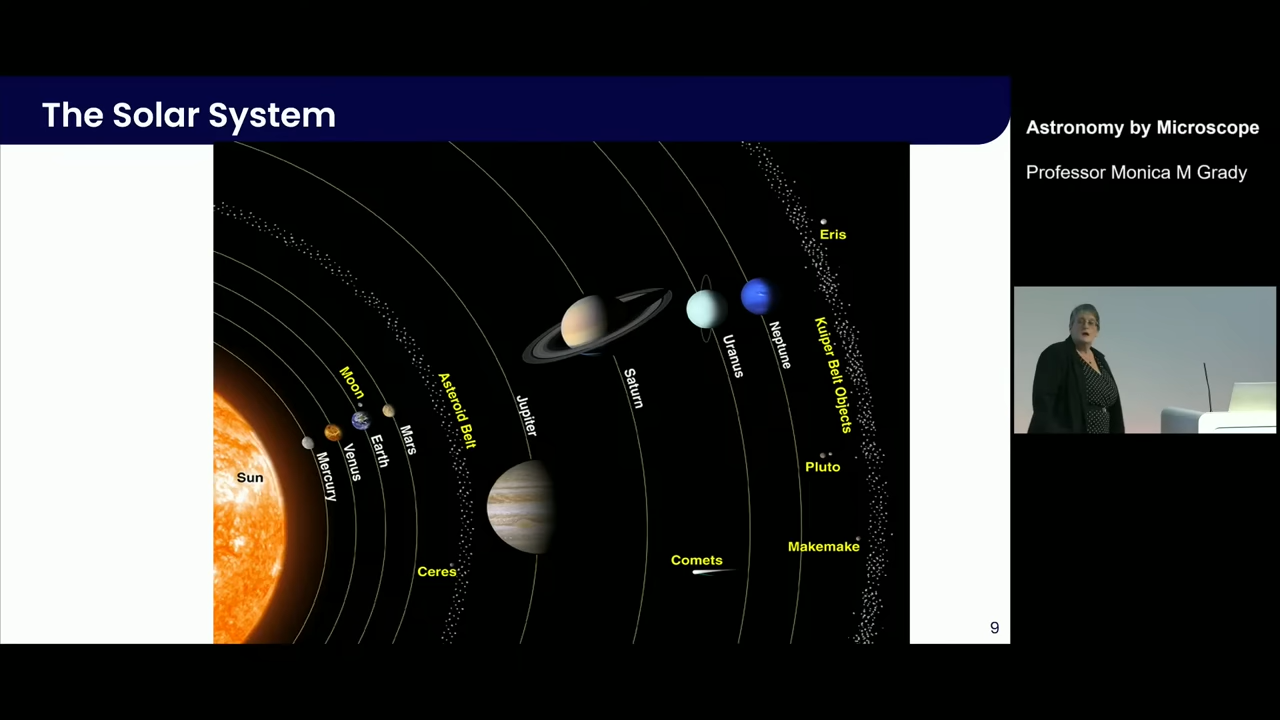 The Solar System
Astronomy by Microscope
Professor Monica M Grady
Eris
Kuiper Belt Objects
Neptune
Uranus
Saturn
Jupiter
Asteroid Belt
Moon
Mars
Earth
Venus
Mercury
Sun
Pluto
Makemake
Comets
Ceres
9